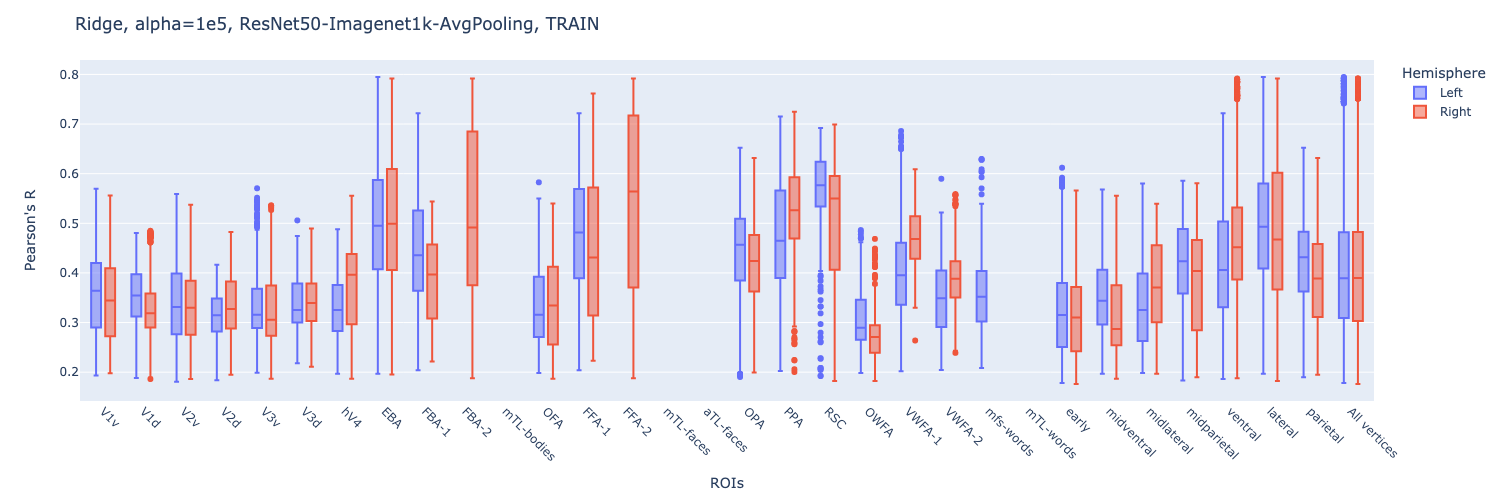 Ridge, alpha=1e5, ResNet50-Imagenet1k-AvgPooling, TRAIN
Hemisphere
Left
Right
Pearson's R
0.8
0.7
0.6
0.5
0.4
0.3
0.2
V1v
V1d
V2v
V2d
V3v
V3d
hV4
EBA
FBA-1
FBA-2
mTL-bodies
OFA
FFA-1
FFA-2
mTL-faces
aTL-faces
OPA
PPA
RSC
OWFA
VWFA-1
VWFA-2
mfs-words
mTL-words
early
midventral
midlateral
midparietal
ventral
lateral
parietal
All vertices
ROIs